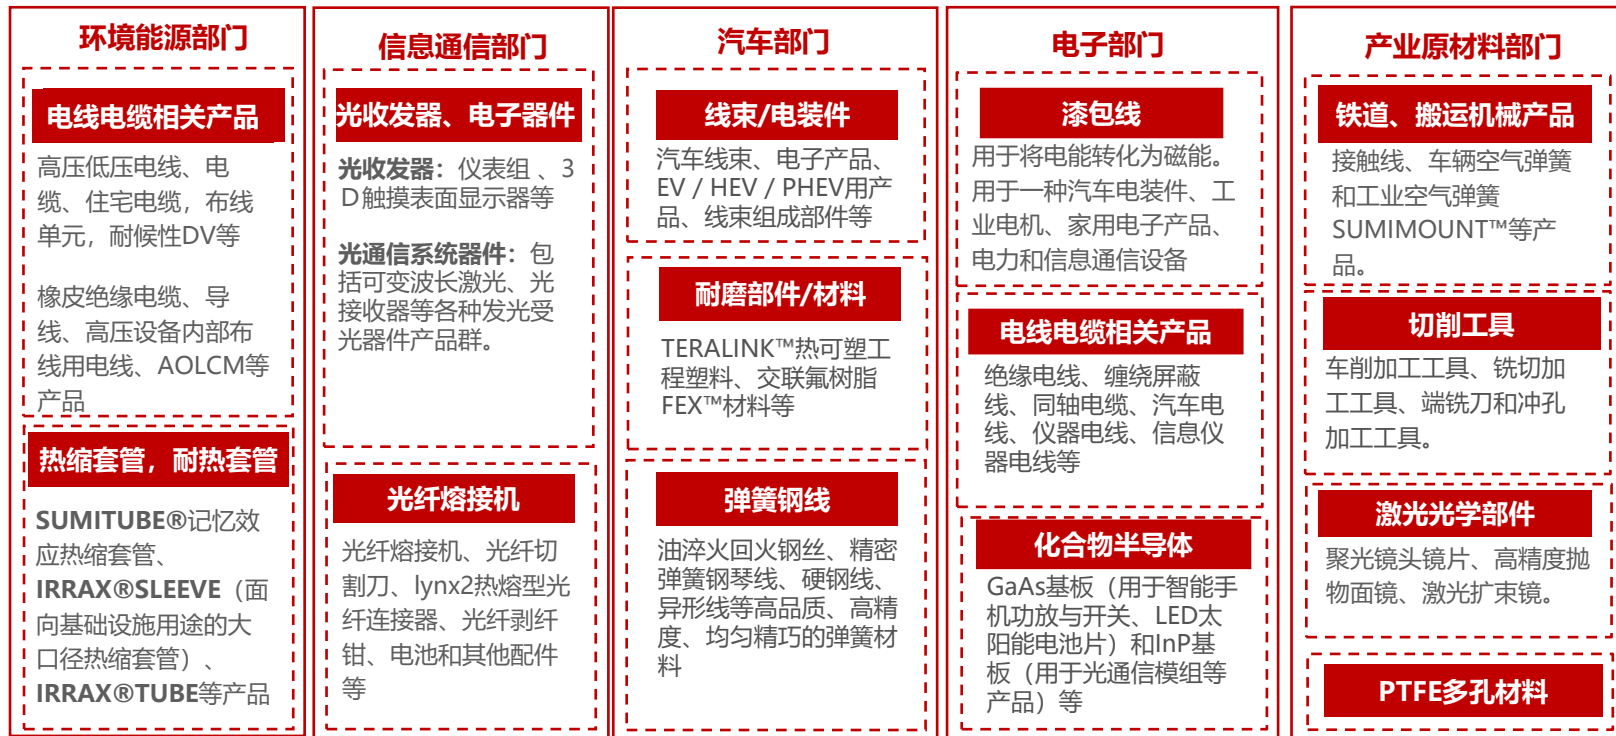 环境能源部门
电线电缆相关产品
高压低压电线、电
缆、住宅电缆，布线
单元，耐候性DV等
橡皮绝缘电缆、导
线、高压设备内部布
线用电线、AOLCM等
产品
热缩套管，耐热套管
SUMITUBE®记忆效
应热缩套管、
IRRAX®SLEEVE（面
向基础设施用途的大
口径热缩套管）、
IRRAX®TUBE等产品
信息通信部门
光收发器、电子器件
光收发器：仪表组 、3
Ｄ触摸表面显示器等
光通信系统器件：包
括可变波长激光、光
接收器等各种发光受
光器件产品群。
光纤熔接机
光纤熔接机、光纤切
割刀、lynx2热熔型光
纤连接器、光纤剥纤
钳、电池和其他配件
等
汽车部门
线束/电装件
汽车线束、电子产品、
EV / HEV / PHEV用产
品、线束组成部件等
耐磨部件/材料
TERALINK™热可塑工
程塑料、交联氟树脂
FEX™材料等
弹簧钢线
油淬火回火钢丝、精密
弹簧钢琴线、硬钢线、
异形线等高品质、高精
度、均匀精巧的弹簧材
料
电子部门
漆包线
用于将电能转化为磁能。
用于一种汽车电装件、工
业电机、家用电子产品、
电力和信息通信设备
电线电缆相关产品
绝缘电线、缠绕屏蔽
线、同轴电缆、汽车电
线、仪器电线、信息仪
器电线等
化合物半导体
GaAs基板（用于智能手
机功放与开关、LED太
阳能电池片）和InP基
板（用于光通信模组等
产品）等
产业原材料部门
铁道、搬运机械产品
接触线、车辆空气弹簧
和工业空气弹簧
SUMIMOUNT™等产
品。
切削工具
车削加工工具、铣切加
工工具、端铣刀和冲孔
加工工具。
激光光学部件
聚光镜头镜片、高精度抛
物面镜、激光扩束镜。
PTFE多孔材料